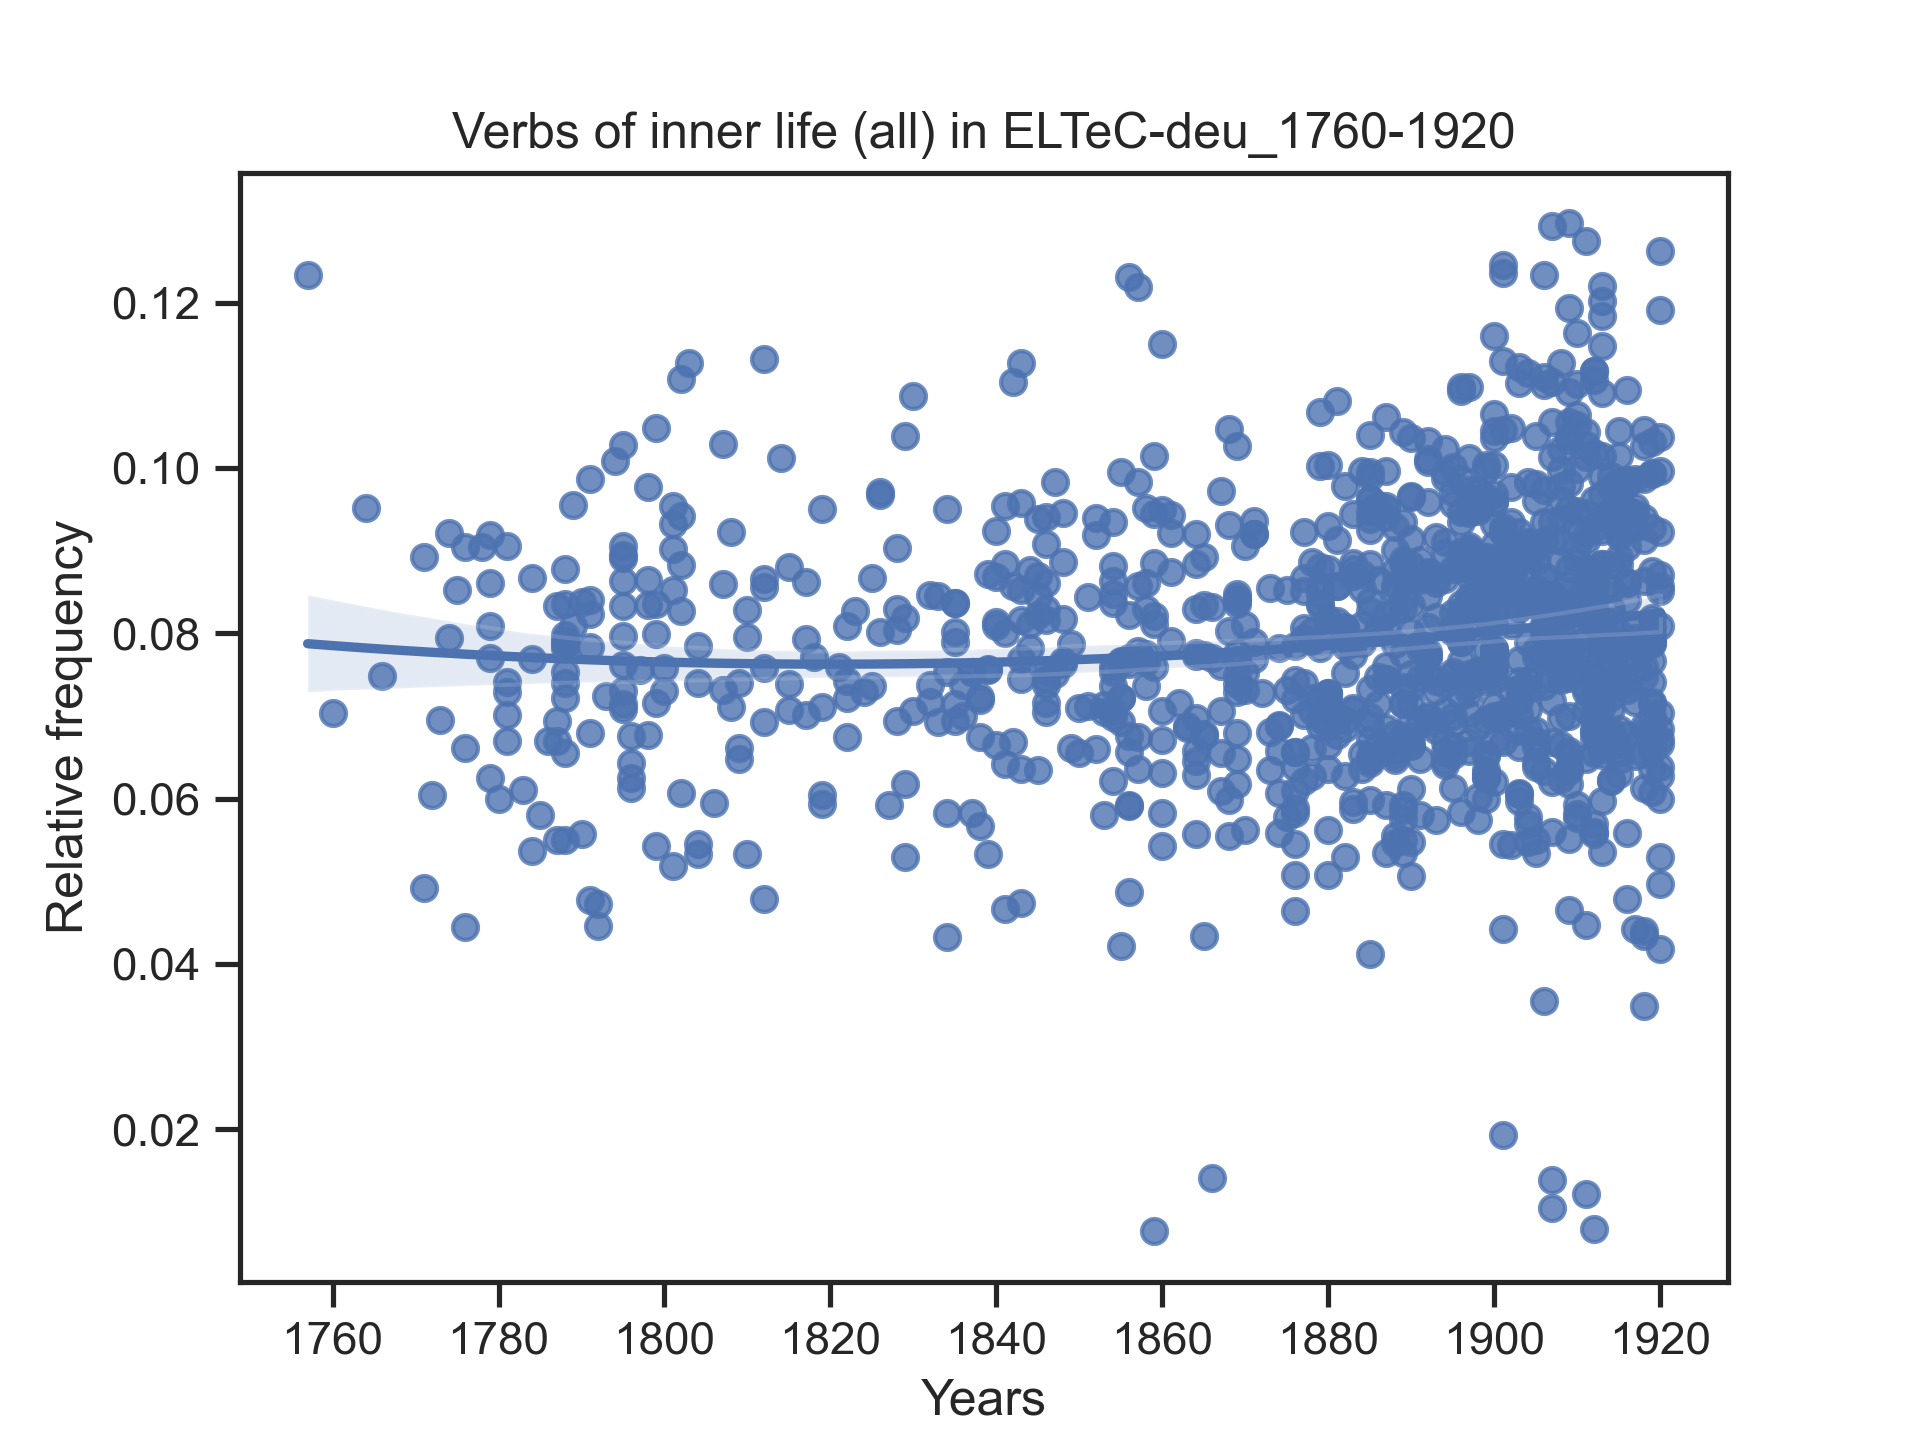 Verbs of inner life (all) in ELTeC-deu_1760-1920
Relative frequency
0.12
0.10
0.08
0.06
0.04
0.02
1760 1780 1800 1820 1840 1860 1880 1900 1920
Years